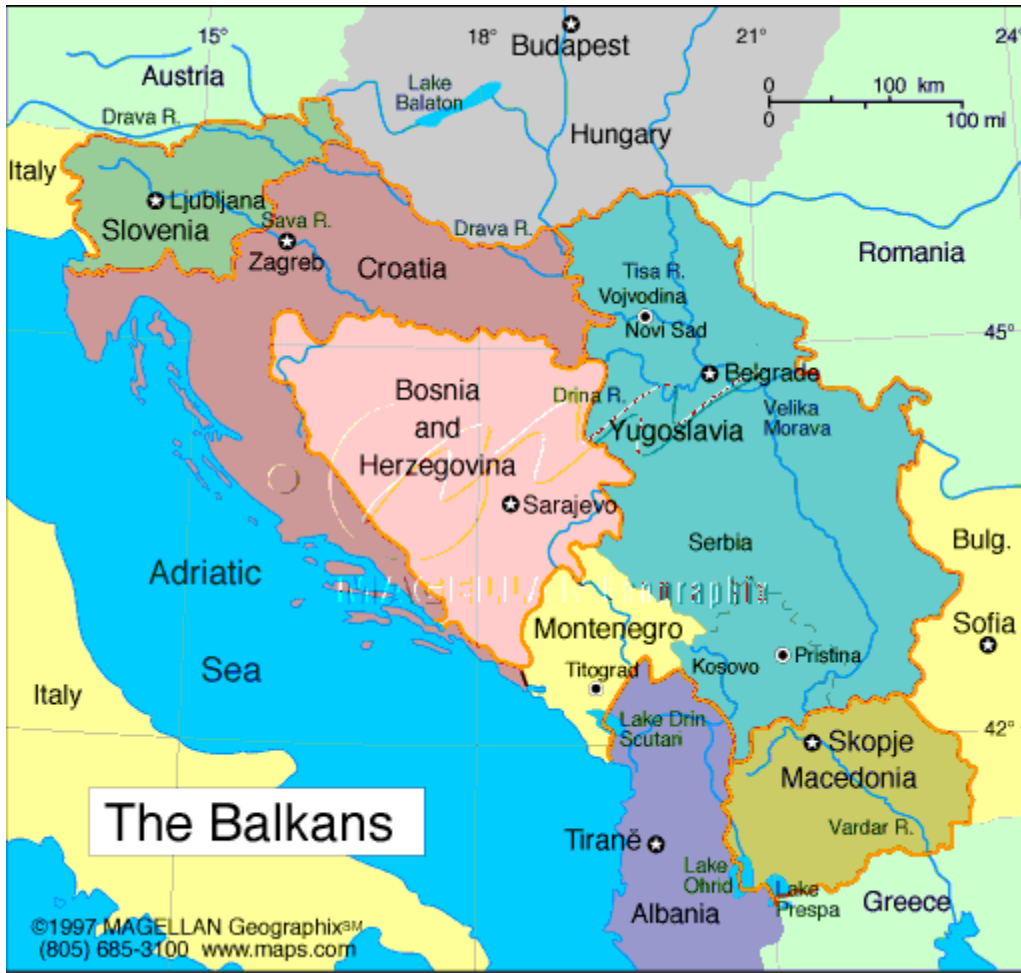 15°
18°
21°
24°
Budapest
Austria
Lake
Balaton
0 100 km
0 100 mi
Drava R.
Hungary
Italy
Ljubljana
Slovenia
Sava R.
Zagreb
Drava R.
Croatia
Romania
Tisa R.
Vojvodina
Novi Sad
45°
Bosnia
and
Herzegovina
Drina R.
Belgrade
Velika
Morava
Yugoslavia
Sarajevo
Serbia
Bulg.
Adriatic
Sea
MAGELLAN Geographix
Montenegro
Sofia
Kosovo
Pristina
Titograd
Italy
Lake Drin
Scutari
42°
Skopje
Macedonia
The Balkans
Vardar R.
Tiranë
Lake
Ohrid
Lake
Prespa
Albania
Greece
©1997 MAGELLAN Geographix℠
(805) 685-3100 www.maps.com